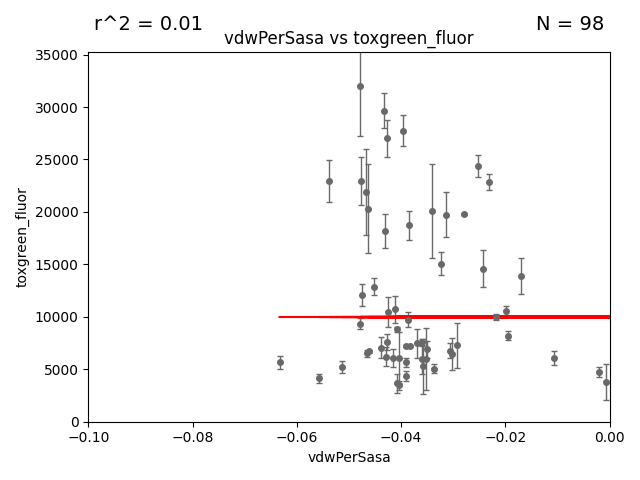 r^2 = 0.01
N = 98
vdwPerSasa vs toxgreen_fluor
35000
30000
25000
20000
15000
10000
5000
0
toxgreen_fluor
−0.10
−0.08
−0.06
−0.04
−0.02
0.00
vdwPerSasa